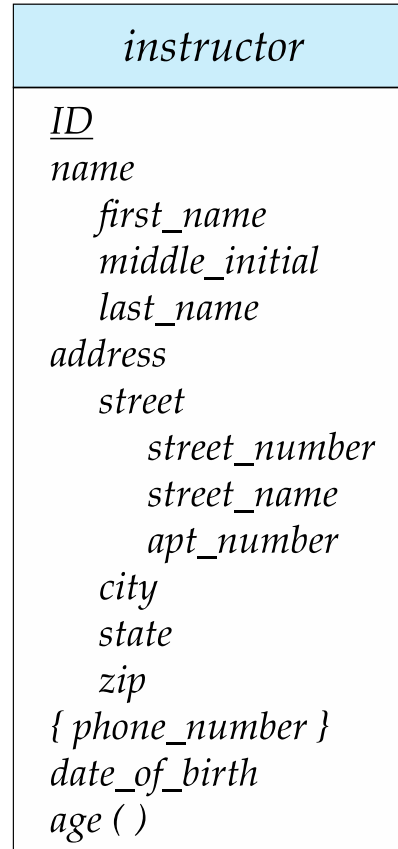 instructor
ID
name
first_name
middle_initial
last_name
address
street
street_number
street_name
apt_number
city
state
zip
{ phone_number }
date_of_birth
age ( )